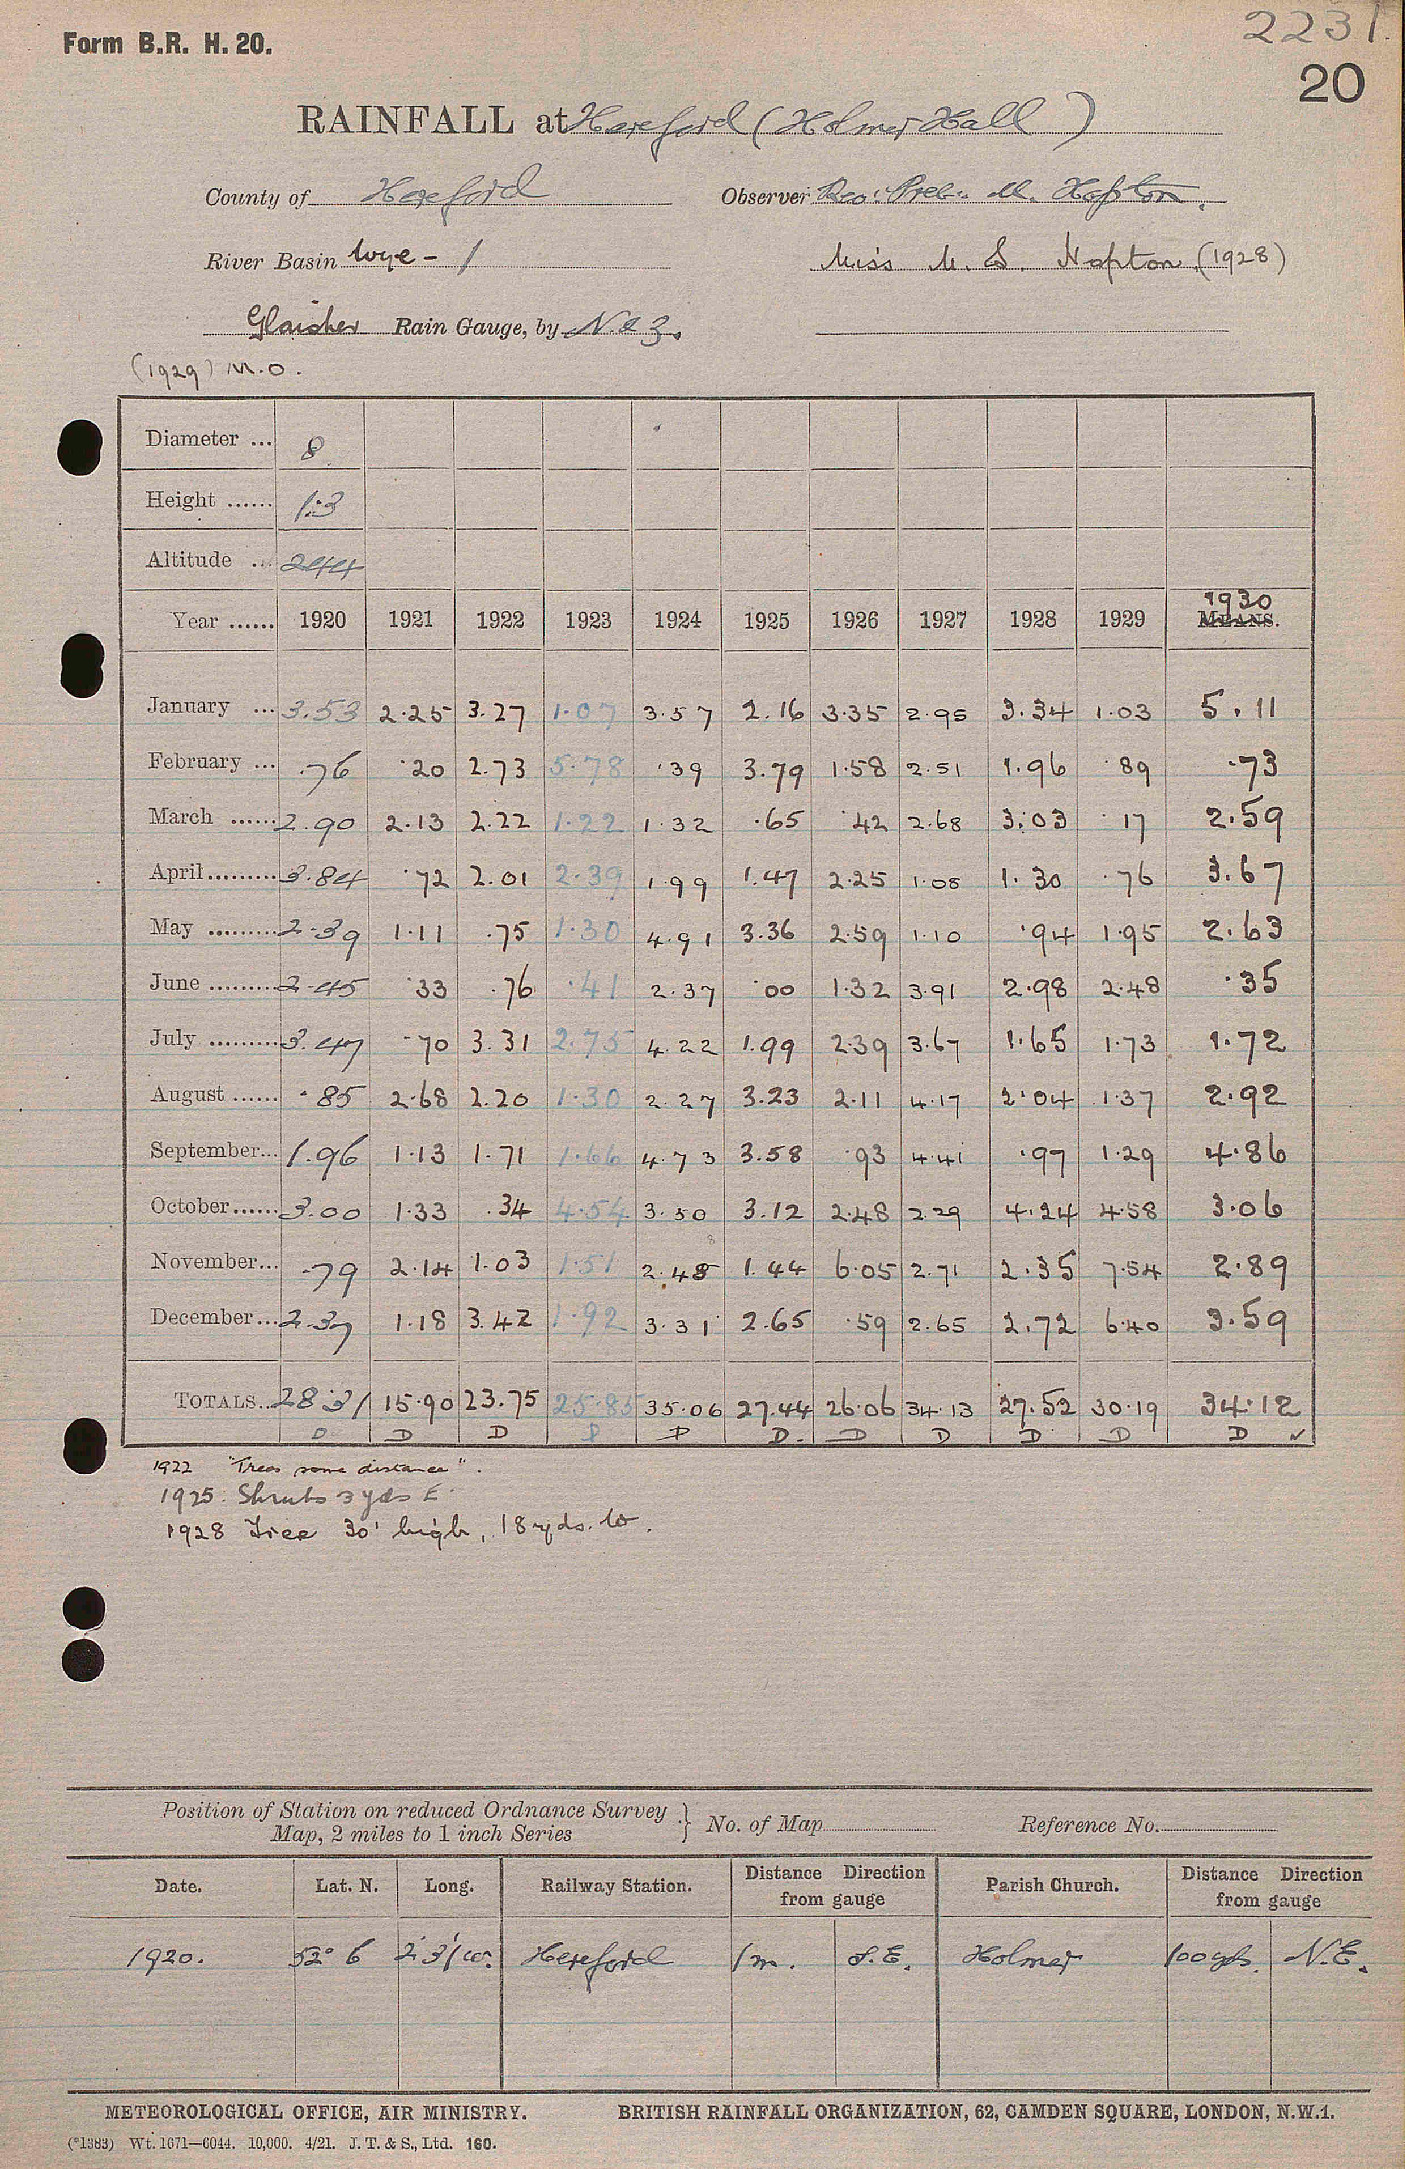 2231
Form B.R. H. 20.
20
RAINFALL at Hereford (Holmer Hall)
County of Hereford Observer Rev: Preb: M. Hopton.
River Basin Wye - 1 Miss M. S. Hopton (1928)
Glaisher Rain Gauge, by N & Z.
(1929) M.O.
Diameter ... 8
Height ...... 1.3
Altitude ... 244
1930
Year ...... 1920 1921 1922 1923 1924 1925 1926 1927 1928 1929 MEANS.
January ... 3.53 2.25 3.27 1.07 3.57 2.16 3.35 2.95 3.34 1.03 5.11
February ... .76 .20 2.73 5.78 .39 3.79 1.58 2.51 1.96 .89 .73
March ...... 2.90 2.13 2.22 1.22 1.32 .65 .42 2.68 3.03 .17 2.59
April ......... 3.84 .72 2.01 2.39 1.99 1.47 2.25 1.08 1.30 .76 3.67
May ......... 2.39 1.11 .75 1.30 4.91 3.36 2.59 1.10 .94 1.95 2.63
June ......... 2.45 .33 .76 .41 2.37 .00 1.32 3.91 2.98 2.48 .35
July ......... 3.47 .70 3.31 2.75 4.22 1.99 2.39 3.67 1.65 1.73 1.72
August ...... .85 2.68 2.20 1.30 2.27 3.23 2.11 4.17 2.04 1.37 2.92
September... 1.96 1.13 1.71 1.66 4.73 3.58 .93 4.41 .97 1.29 4.86
October...... 3.00 1.33 .34 4.54 3.50 3.12 2.48 2.29 4.24 4.58 3.06
November... .79 2.14 1.03 1.51 2.48 1.44 6.05 2.71 2.35 7.54 2.89
December... 2.37 1.18 3.42 1.92 3.31 2.65 .59 2.65 2.72 6.40 3.59
TOTALS.. 28.31 15.90 23.75 25.85 35.06 27.44 26.06 34.13 27.52 30.19 34.12
D D D D D D D D D D
1922 "Trees some distance".
1925. Shrubs 3 yds E.
1928 Tree 30' high, 18 yds. W.
Position of Station on reduced Ordnance Survey Map, 2 miles to 1 inch Series } No. of Map Reference No.
Date. Lat. N. Long. Railway Station. Distance Direction from gauge Parish Church. Distance Direction from gauge
1920. 52° 6 2° 31' W. Hereford 1 m. S.E. Holmer 100 yds. N.E.
METEOROLOGICAL OFFICE, AIR MINISTRY. BRITISH RAINFALL ORGANIZATION, 62, CAMDEN SQUARE, LONDON, N.W.1.
(*1383) Wt. 1671—6044. 10,000. 4/21. J. T. & S., Ltd. 160.